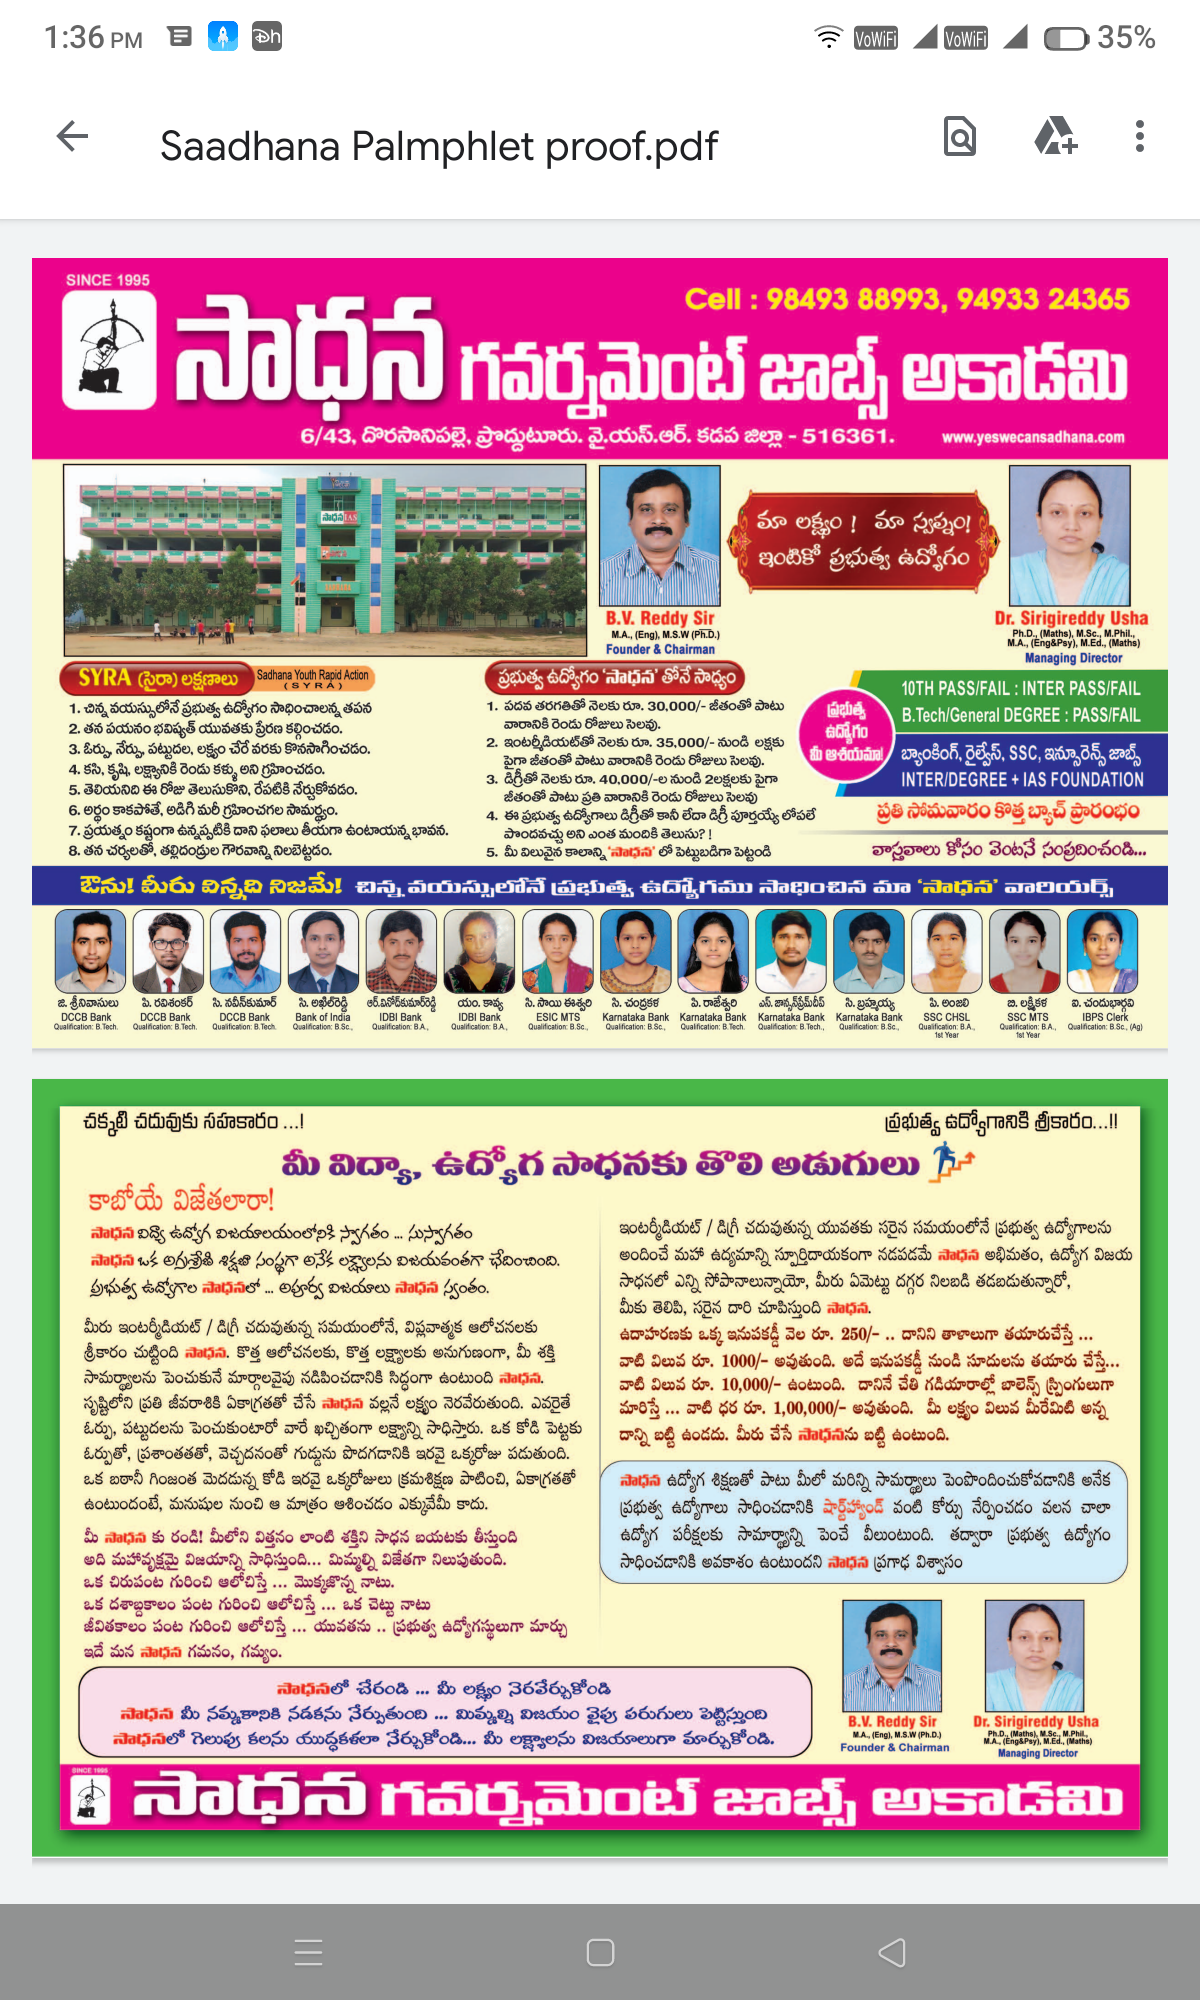 1:36 PM
VoWiFi VoWiFi 35%
Saadhana Palmphlet proof.pdf
SINCE 1995
Cell : 98493 88993, 94933 24365
సాధన గవర్నమెంట్ జాబ్స్ అకాడమి
6/43, దొరసానిపల్లె, ప్రొద్దుటూరు. వై.యస్.ఆర్. కడప జిల్లా - 516361.
www.yeswecansadhana.com
మా లక్ష్యం ! మా స్వప్నం!
ఇంటికో ప్రభుత్వ ఉద్యోగం
B.V. Reddy Sir
M.A., (Eng), M.S.W (Ph.D.)
Founder & Chairman
Dr. Sirigireddy Usha
Ph.D., (Maths), M.Sc., M.Phil.,
M.A., (Eng&Psy), M.Ed., (Maths)
Managing Director
SYRA (సైరా) లక్షణాలు
Sadhana Youth Rapid Action
( S Y R A )
1. చిన్న వయస్సులోనే ప్రభుత్వ ఉద్యోగం సాధించాలన్న తపన
2. తన పయనం భవిష్యత్ యువతకు ప్రేరణ కల్గించడం.
3. ఓర్పు, నేర్పు, పట్టుదల, లక్ష్యం చేరే వరకు కొనసాగించడం.
4. కసి, కృషి, లక్ష్యానికి రెండు కళ్ళు అని గ్రహించడం.
5. తెలియనిది ఈ రోజు తెలుసుకొని, రేపటికి నేర్చుకోవడం.
6. అర్థం కాకపోతే, అడిగి మరీ గ్రహించగల సామర్థ్యం.
7. ప్రయత్నం కష్టంగా ఉన్నప్పటికి దాని ఫలాలు తీయగా ఉంటాయన్న భావన.
8. తన చర్యలతో, తల్లిదండ్రుల గౌరవాన్ని నిలబెట్టడం.
ప్రభుత్వ ఉద్యోగం 'సాధన' తోనే సాధ్యం
1. పదవ తరగతితో నెలకు రూ. 30,000/- జీతంతో పాటు
వారానికి రెండు రోజులు సెలవు.
2. ఇంటర్మీడియట్‌తో నెలకు రూ. 35,000/- నుండి లక్షకు
పైగా జీతంతో పాటు వారానికి రెండు రోజులు సెలవు.
3. డిగ్రీతో నెలకు రూ. 40,000/-ల నుండి 2లక్షలకు పైగా
జీతంతో పాటు ప్రతి వారానికి రెండు రోజులు సెలవు
4. ఈ ప్రభుత్వ ఉద్యోగాలు డిగ్రీతో కానీ లేదా డిగ్రీ పూర్తయ్యే లోపలే
పొందవచ్చు అని ఎంత మందికి తెలుసు? !
5. మీ విలువైన కాలాన్ని 'సాధన' లో పెట్టుబడిగా పెట్టండి
ప్రభుత్వ
ఉద్యోగం
మీ ఆశయమా!
10TH PASS/FAIL : INTER PASS/FAIL
B.Tech/General DEGREE : PASS/FAIL
బ్యాంకింగ్, రైల్వేస్, SSC, ఇన్సూరెన్స్ జాబ్స్
INTER/DEGREE + IAS FOUNDATION
ప్రతి సోమవారం కొత్త బ్యాచ్ ప్రారంభం
వాస్తవాలు కోసం వెంటనే సంప్రదించండి...
ఔను! మీరు విన్నది నిజమే! చిన్న వయస్సులోనే ప్రభుత్వ ఉద్యోగము సాధించిన మా 'సాధన' వారియర్స్
జి. శ్రీనివాసులు పి. రవిశంకర్ సి. నవీన్‌కుమార్ సి. అఖిల్‌రెడ్డి ఆర్.వినోద్‌కుమార్‌రెడ్డి యం. కావ్య సి. సాయి ఈశ్వరి సి. చంద్రకళ పి. రాజేశ్వరి ఎస్. జాన్సన్‌ప్రేమ్‌దీప్ సి. బ్రహ్మయ్య పి. అంజలి బి. లక్ష్మికళ ఐ. చందుభార్గవి
DCCB Bank DCCB Bank DCCB Bank Bank of India IDBI Bank IDBI Bank ESIC MTS Karnataka Bank Karnataka Bank Karnataka Bank Karnataka Bank SSC CHSL SSC MTS IBPS Clerk
Qualification: B.Tech. Qualification: B.Tech. Qualification: B.Tech. Qualification: B.Sc., Qualification: B.A., Qualification: B.A., Qualification: B.Sc., Qualification: B.Sc., Qualification: B.Tech. Qualification: B.Tech., Qualification: B.Sc., Qualification: B.A., Qualification: B.A., Qualification: B.Sc., (Ag)
1st Year 1st Year
చక్కటి చదువుకు సహకారం ...!
ప్రభుత్వ ఉద్యోగానికి శ్రీకారం...!!
మీ విద్యా, ఉద్యోగ సాధనకు తొలి అడుగులు
కాబోయే విజేతలారా!
సాధన విద్యా ఉద్యోగ విజయాలయంలోనికి స్వాగతం ... సుస్వాగతం
సాధన ఒక అగ్రశ్రేణి శిక్షణా సంస్థగా అనేక లక్ష్యాలను విజయవంతగా ఛేదించింది.
ప్రభుత్వ ఉద్యోగాల సాధనలో ... అపూర్వ విజయాలు సాధన స్వంతం.
మీరు ఇంటర్మీడియట్ / డిగ్రీ చదువుతున్న సమయంలోనే, విప్లవాత్మక ఆలోచనలకు
శ్రీకారం చుట్టింది సాధన. కొత్త ఆలోచనలకు, కొత్త లక్ష్యాలకు అనుగుణంగా, మీ శక్తి
సామర్థ్యాలను పెంచుకునే మార్గాలవైపు నడిపించడానికి సిద్ధంగా ఉంటుంది సాధన.
సృష్టిలోని ప్రతి జీవరాశికి ఏకాగ్రతతో చేసే సాధన వల్లనే లక్ష్యం నెరవేరుతుంది. ఎవరైతే
ఓర్పు, పట్టుదలను పెంచుకుంటారో వారే ఖచ్చితంగా లక్ష్యాన్ని సాధిస్తారు. ఒక కోడి పెట్టకు
ఓర్పుతో, ప్రశాంతతతో, వెచ్చదనంతో గుడ్డును పొదగడానికి ఇరవై ఒక్కరోజు పడుతుంది.
ఒక బఠానీ గింజంత మెదడున్న కోడి ఇరవై ఒక్కరోజులు క్రమశిక్షణ పాటించి, ఏకాగ్రతతో
ఉంటుందంటే, మనుషుల నుంచి ఆ మాత్రం ఆశించడం ఎక్కువేమీ కాదు.
మీ సాధన కు రండి! మీలోని విత్తనం లాంటి శక్తిని సాధన బయటకు తీస్తుంది
అది మహావృక్షమై విజయాన్ని సాధిస్తుంది... మిమ్మల్ని విజేతగా నిలుపుతుంది.
ఒక చిరుపంట గురించి ఆలోచిస్తే ... మొక్కజొన్న నాటు.
ఒక దశాబ్దకాలం పంట గురించి ఆలోచిస్తే ... ఒక చెట్టు నాటు
జీవితకాలం పంట గురించి ఆలోచిస్తే ... యువతను .. ప్రభుత్వ ఉద్యోగస్థులుగా మార్చు
ఇదే మన సాధన గమనం, గమ్యం.
ఇంటర్మీడియట్ / డిగ్రీ చదువుతున్న యువతకు సరైన సమయంలోనే ప్రభుత్వ ఉద్యోగాలను
అందించే మహా ఉద్యమాన్ని స్పూర్తిదాయకంగా నడపడమే సాధన అభిమతం, ఉద్యోగ విజయ
సాధనలో ఎన్ని సోపానాలున్నాయో, మీరు ఏమెట్టు దగ్గర నిలబడి తడబడుతున్నారో,
మీకు తెలిపి, సరైన దారి చూపిస్తుంది సాధన.
ఉదాహరణకు ఒక్క ఇనుపకడ్డీ వెల రూ. 250/- .. దానిని తాళాలుగా తయారుచేస్తే ...
వాటి విలువ రూ. 1000/- అవుతుంది. అదే ఇనుపకడ్డీ నుండి సూదులను తయారు చేస్తే...
వాటి విలువ రూ. 10,000/- ఉంటుంది. దానినే చేతి గడియారాల్లో బాలెన్స్ స్ప్రింగులుగా
మారిస్తే ... వాటి ధర రూ. 1,00,000/- అవుతుంది. మీ లక్ష్యం విలువ మీరేమిటి అన్న
దాన్ని బట్టి ఉండదు. మీరు చేసే సాధనను బట్టి ఉంటుంది.
సాధన ఉద్యోగ శిక్షణతో పాటు మీలో మరిన్ని సామర్థ్యాలు పెంపొందించుకోవడానికి అనేక
ప్రభుత్వ ఉద్యోగాలు సాధించడానికి షార్ట్‌హ్యాండ్ వంటి కోర్సు నేర్పించడం వలన చాలా
ఉద్యోగ పరీక్షలకు సామార్థ్యాన్ని పెంచే వీలుంటుంది. తద్వారా ప్రభుత్వ ఉద్యోగం
సాధించడానికి అవకాశం ఉంటుందని సాధన ప్రగాఢ విశ్వాసం
సాధనలో చేరండి ... మీ లక్ష్యం నెరవేర్చుకోండి
సాధన మీ నమ్మకానికి నడకను నేర్పుతుంది ... మిమ్మల్ని విజయం వైపు పరుగులు పెట్టిస్తుంది
సాధనలో గెలుపు కలను యుద్ధకళలా నేర్చుకోండి... మీ లక్ష్యాలను విజయాలుగా మార్చుకోండి.
B.V. Reddy Sir
M.A., (Eng), M.S.W (Ph.D.)
Founder & Chairman
Dr. Sirigireddy Usha
Ph.D., (Maths), M.Sc., M.Phil.,
M.A., (Eng&Psy), M.Ed., (Maths)
Managing Director
SINCE 1995
సాధన గవర్నమెంట్ జాబ్స్ అకాడమి